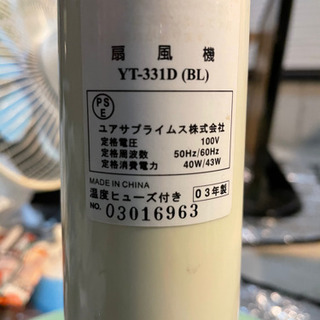 扇風機
YT-331D (BL)
PS
E
ユアサプライムス株式会社
定格電圧 100V
定格周波数 50Hz/60Hz
定格消費電力 40W/43W
MADE IN CHINA
温度ヒューズ付き 03年製
NO. 03016963